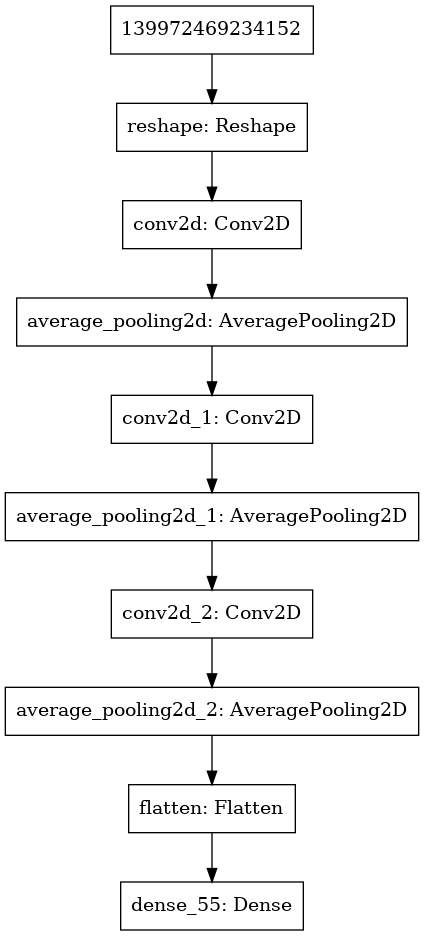 139972469234152
reshape: Reshape
conv2d: Conv2D
average_pooling2d: AveragePooling2D
conv2d_1: Conv2D
average_pooling2d_1: AveragePooling2D
conv2d_2: Conv2D
average_pooling2d_2: AveragePooling2D
flatten: Flatten
dense_55: Dense